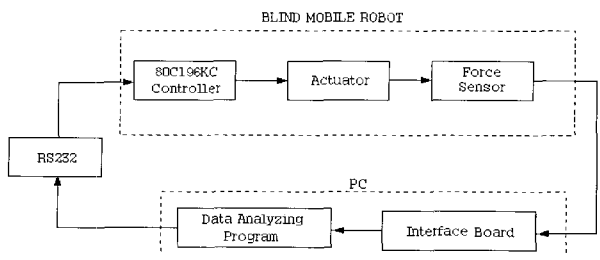 BLIND MOBILE ROBOT
80C196KC
Controller
Actuator
Force
Sensor
RS232
PC
Data Analyzing
Program
Interface Board